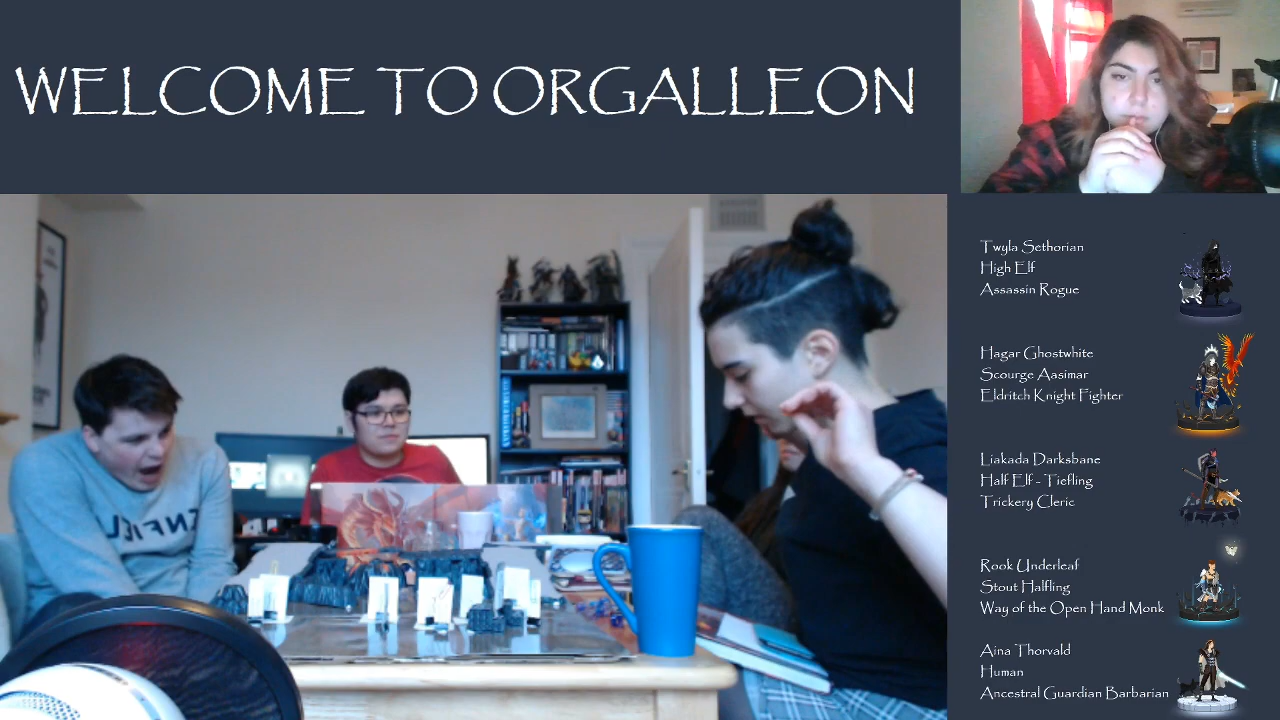 WELCOME TO ORGALLEON
Twyla Sethorian
High Elf
Assassin Rogue
Hagar Ghostwhite
Scourge Aasimar
Eldritch Knight Fighter
Liakada Darksbane
Half Elf - Tiefling
Trickery Cleric
Rook Underleaf
Stout Halfling
Way of the Open Hand Monk
Aina Thorvald
Human
Ancestral Guardian Barbarian